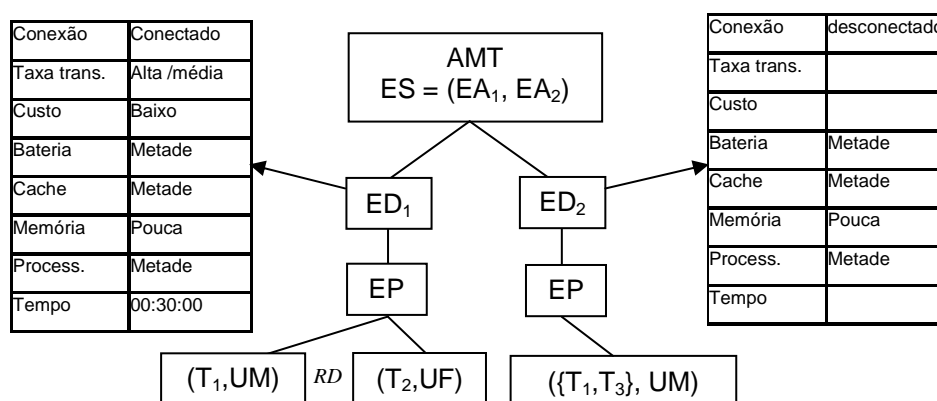 Conexão Conectado
Taxa trans. Alta /média
Custo Baixo
Bateria Metade
Cache Metade
Memória Pouca
Process. Metade
Tempo 00:30:00
AMT
ES = (EA₁, EA₂)
ED₁
ED₂
EP
EP
(T₁,UM) RD (T₂,UF)
({T₁,T₃}, UM)
Conexão desconectado
Taxa trans.
Custo
Bateria Metade
Cache Metade
Memória Pouca
Process. Metade
Tempo